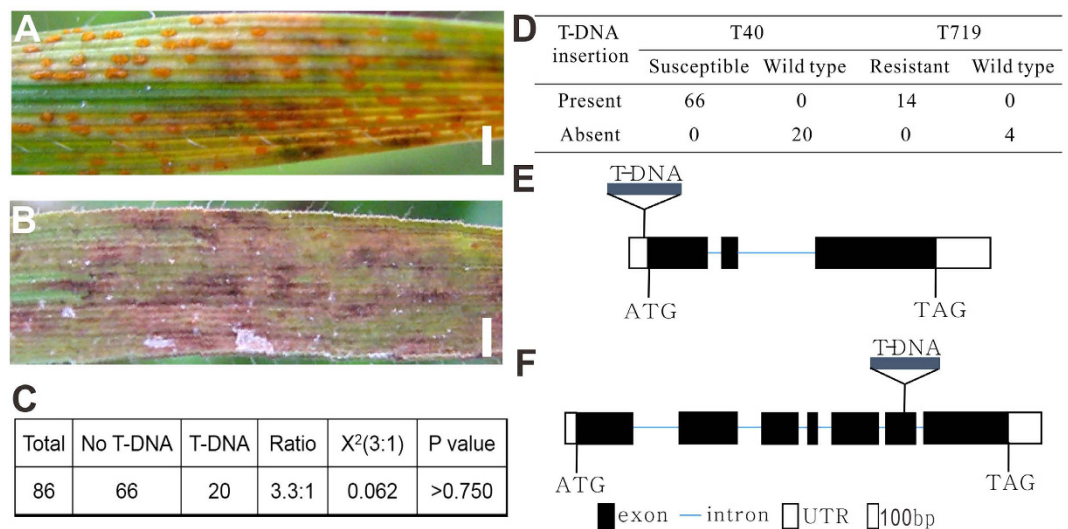 A
B
C
Total No T-DNA T-DNA Ratio X²(3:1) P value
86 66 20 3.3:1 0.062 >0.750
D
T-DNA insertion T40 T719
Susceptible Wild type Resistant Wild type
Present 66 0 14 0
Absent 0 20 0 4
E
T-DNA
ATG TAG
F
T-DNA
ATG TAG
exon intron UTR 100bp